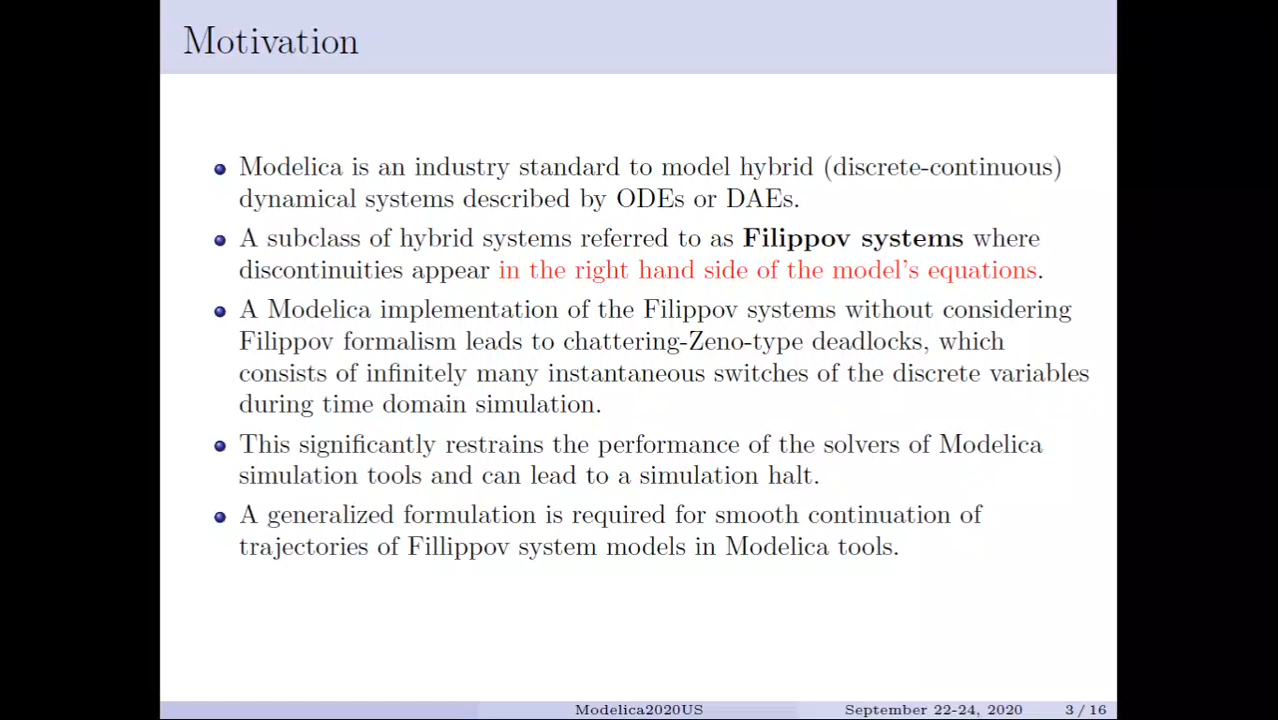 Motivation
Modelica is an industry standard to model hybrid (discrete-continuous)
dynamical systems described by ODEs or DAEs.
A subclass of hybrid systems referred to as Filippov systems where
discontinuities appear in the right hand side of the model's equations.
A Modelica implementation of the Filippov systems without considering
Filippov formalism leads to chattering-Zeno-type deadlocks, which
consists of infinitely many instantaneous switches of the discrete variables
during time domain simulation.
This significantly restrains the performance of the solvers of Modelica
simulation tools and can lead to a simulation halt.
A generalized formulation is required for smooth continuation of
trajectories of Fillippov system models in Modelica tools.
Modelica2020US September 22-24, 2020 3 / 16